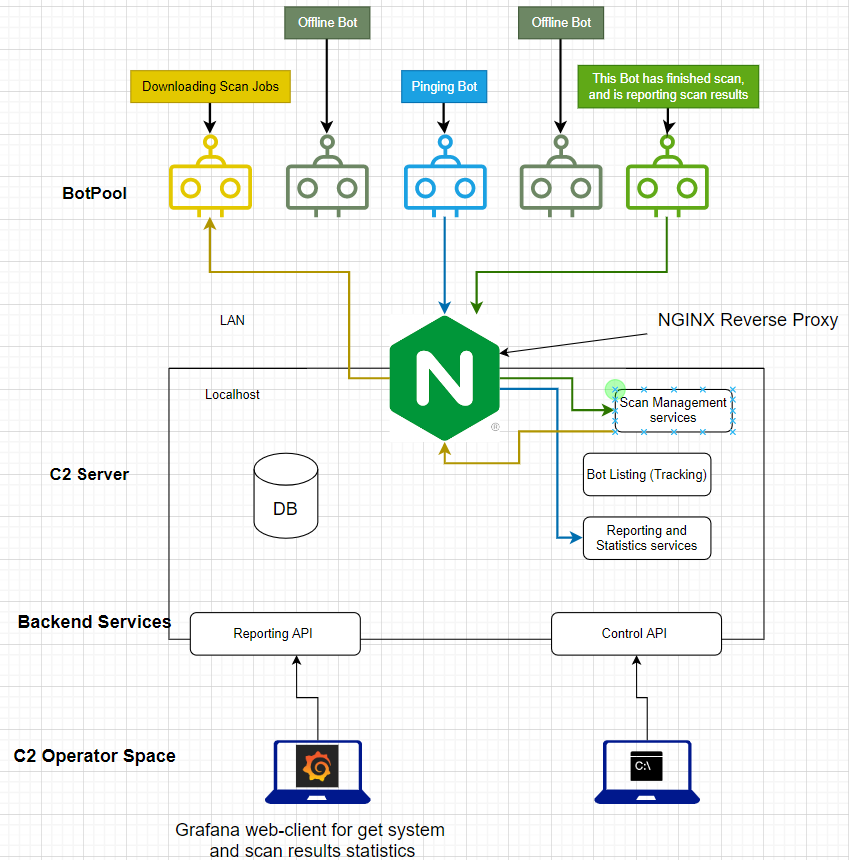 Offline Bot
Offline Bot
Downloading Scan Jobs
Pinging Bot
This Bot has finished scan,
and is reporting scan results
BotPool
LAN
NGINX Reverse Proxy
Localhost
N
®
Scan Management
services
C2 Server
DB
Bot Listing (Tracking)
Reporting and
Statistics services
Backend Services
Reporting API
Control API
C2 Operator Space
C:\
Grafana web-client for get system
and scan results statistics